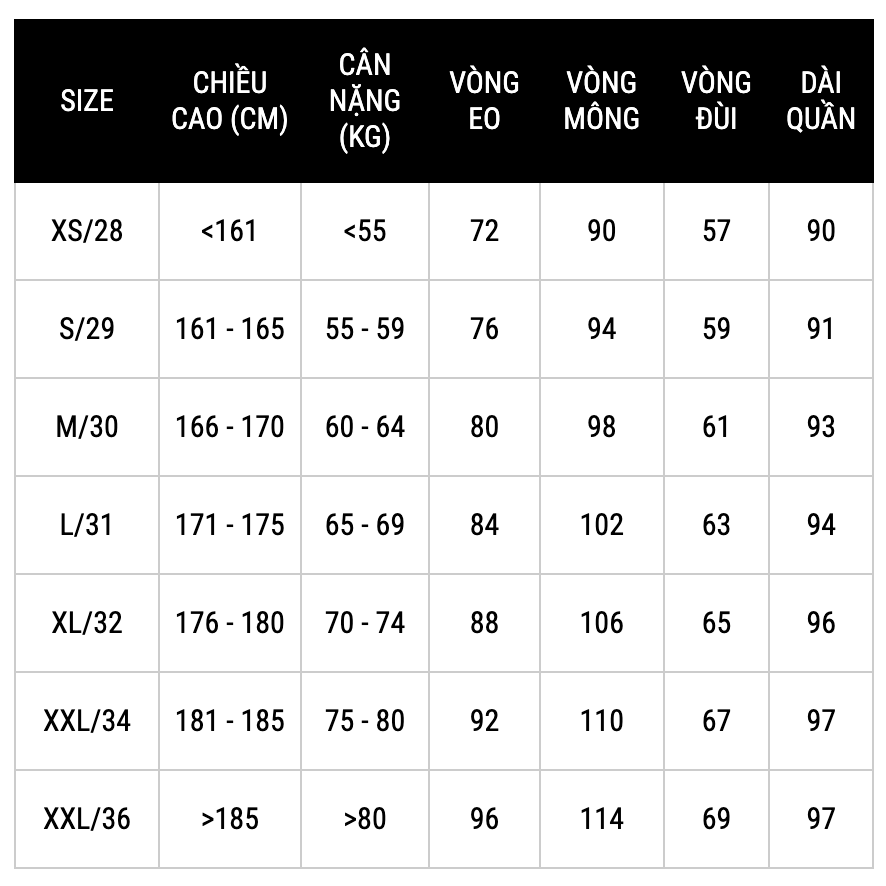 SIZE CHIỀU CAO (CM) CÂN NẶNG (KG) VÒNG EO VÒNG MÔNG VÒNG ĐÙI DÀI QUẦN
XS/28 <161 <55 72 90 57 90
S/29 161 - 165 55 - 59 76 94 59 91
M/30 166 - 170 60 - 64 80 98 61 93
L/31 171 - 175 65 - 69 84 102 63 94
XL/32 176 - 180 70 - 74 88 106 65 96
XXL/34 181 - 185 75 - 80 92 110 67 97
XXL/36 >185 >80 96 114 69 97